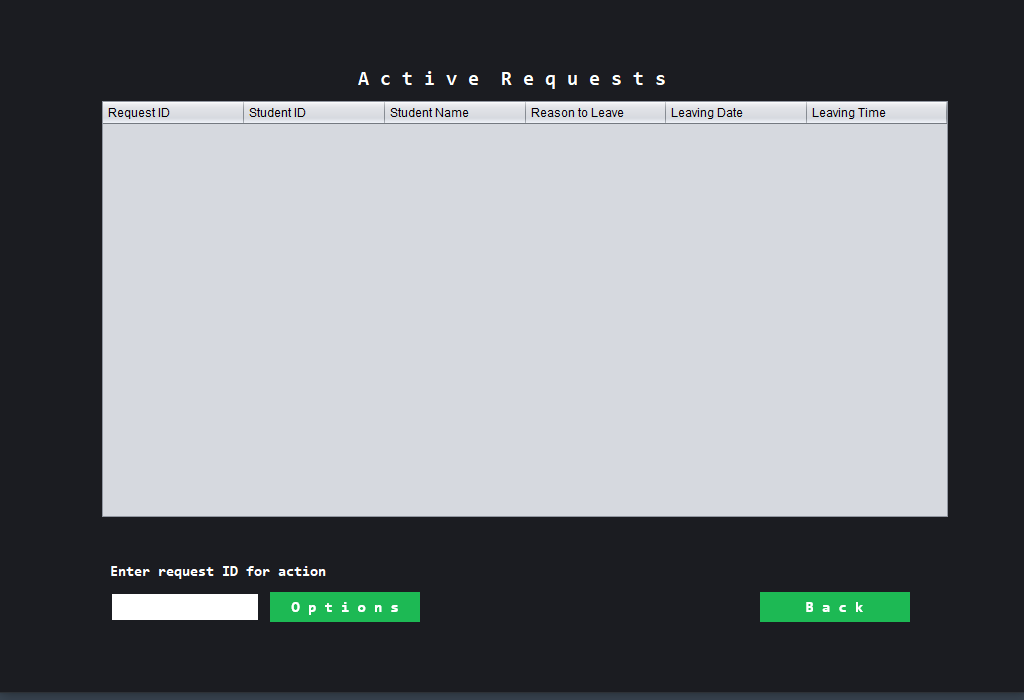 Active Requests
Request ID Student ID Student Name Reason to Leave Leaving Date Leaving Time
Enter request ID for action
Options Back